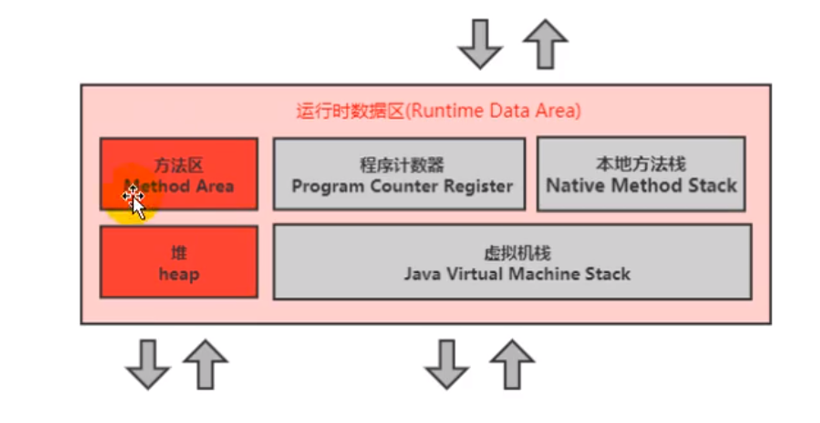 运行时数据区(Runtime Data Area)
方法区
Method Area
程序计数器
Program Counter Register
本地方法栈
Native Method Stack
堆
heap
虚拟机栈
Java Virtual Machine Stack